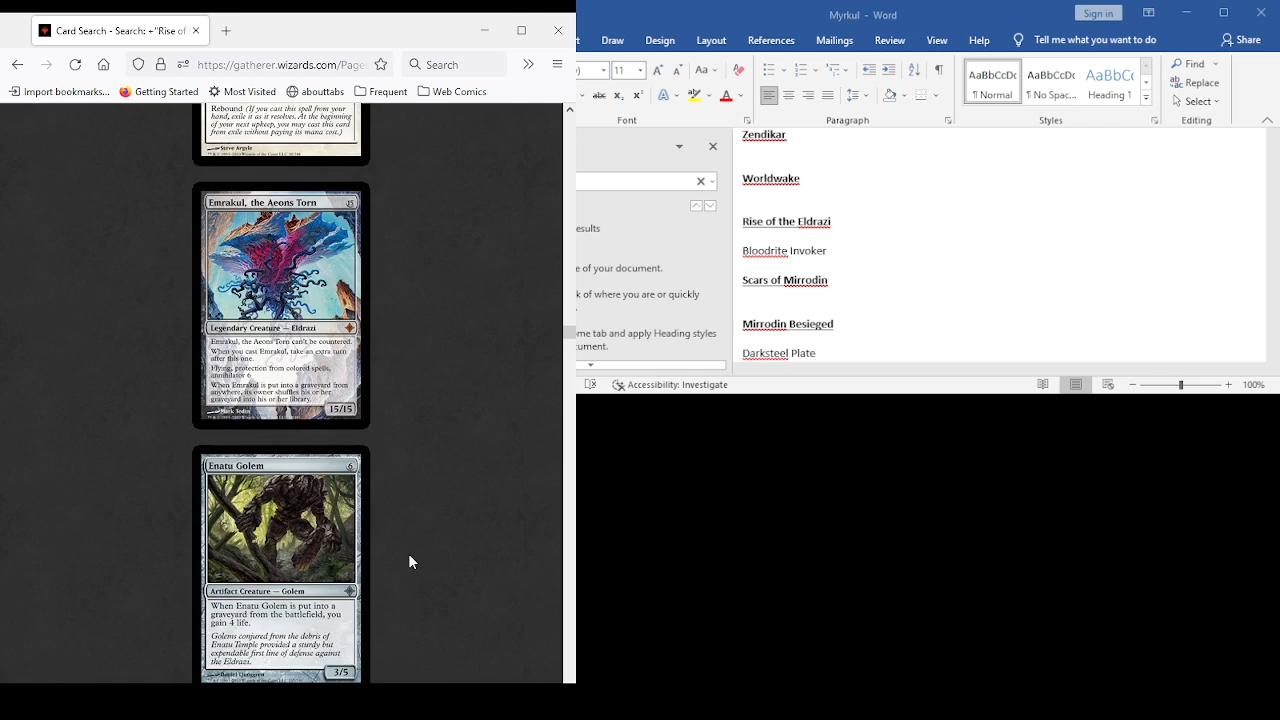 Card Search - Search: +"Rise of
https://gatherer.wizards.com/Page
Search
Import bookmarks...
Getting Started
Most Visited
abouttabs
Frequent
Web Comics
Rebound (If you cast this spell from your
hand, exile it as it resolves. At the beginning
of your next upkeep, you may cast this card
from exile without paying its mana cost.)
Steve Argyle
Emrakul, the Aeons Torn 15
Legendary Creature — Eldrazi
Emrakul, the Aeons Torn can't be countered.
When you cast Emrakul, take an extra turn
after this one.
Flying, protection from colored spells,
annihilator 6
When Emrakul is put into a graveyard from
anywhere, its owner shuffles his or her
graveyard into his or her library.
Mark Tedin
15/15
Enatu Golem 6
Artifact Creature — Golem
When Enatu Golem is put into a
graveyard from the battlefield, you
gain 4 life.
Golems conjured from the debris of
Enatu Temple provided a sturdy but
expendable first line of defense against
the Eldrazi.
3/5
Daniel Ljunggren
Myrkul - Word
Sign in
t Draw Design Layout References Mailings Review View Help Tell me what you want to do Share
) 11 A A Aa A
abc x2 x2 A aby A
Font
Paragraph
AaBbCcDc AaBbCcDc AaBbCc
¶ Normal ¶ No Spac... Heading 1
Styles
Find
Replace
Select
Editing
esults
e of your document.
k of where you are or quickly
.
me tab and apply Heading styles
cument.
Zendikar
Worldwake
Rise of the Eldrazi
Bloodrite Invoker
Scars of Mirrodin
Mirrodin Besieged
Darksteel Plate
Accessibility: Investigate
100%